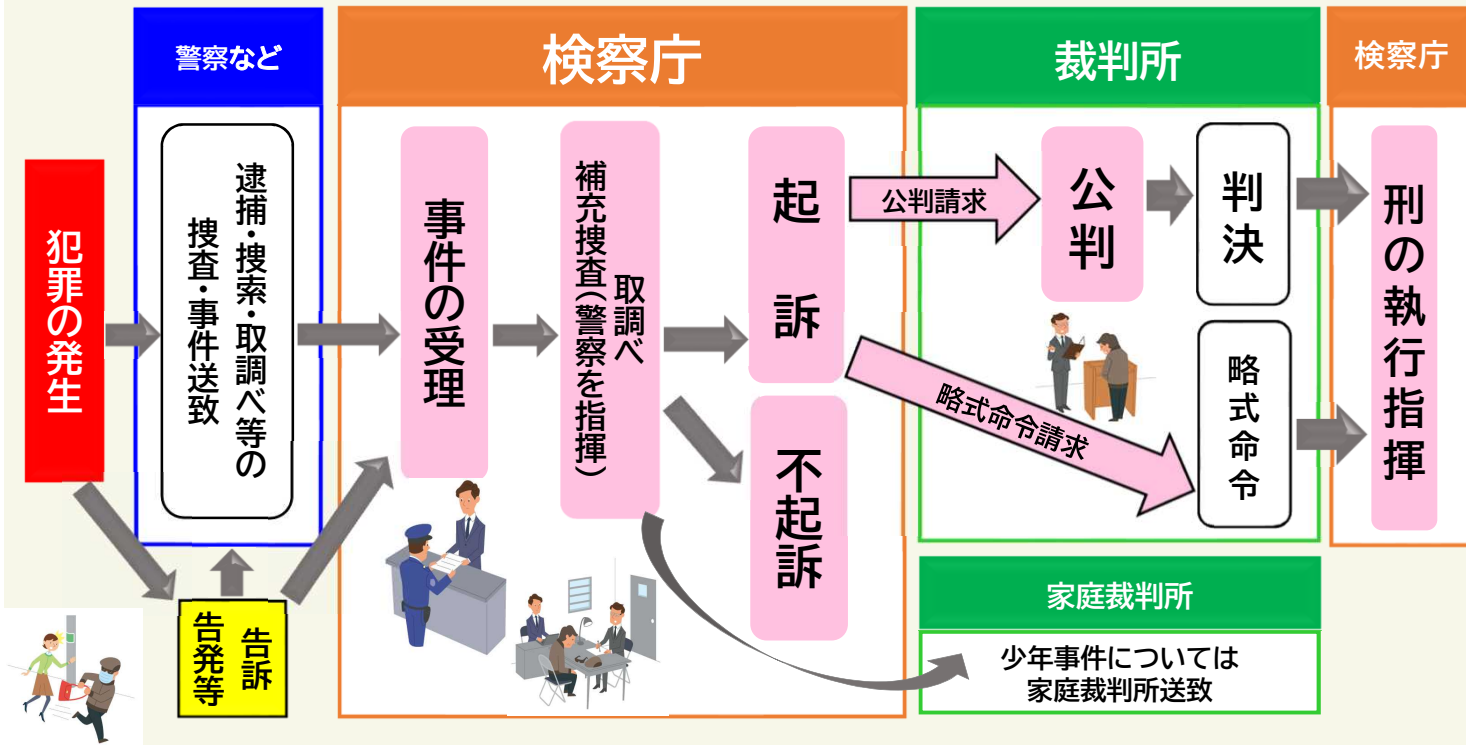 警察など
検察庁
裁判所
検察庁
犯罪の発生
逮捕・捜索・取調べ等の
捜査・事件送致
告訴
告発等
事件の受理
取調べ
補充捜査（警察を指揮）
起訴
不起訴
公判請求
略式命令請求
公判
判決
略式命令
刑の執行指揮
家庭裁判所
少年事件については
家庭裁判所送致